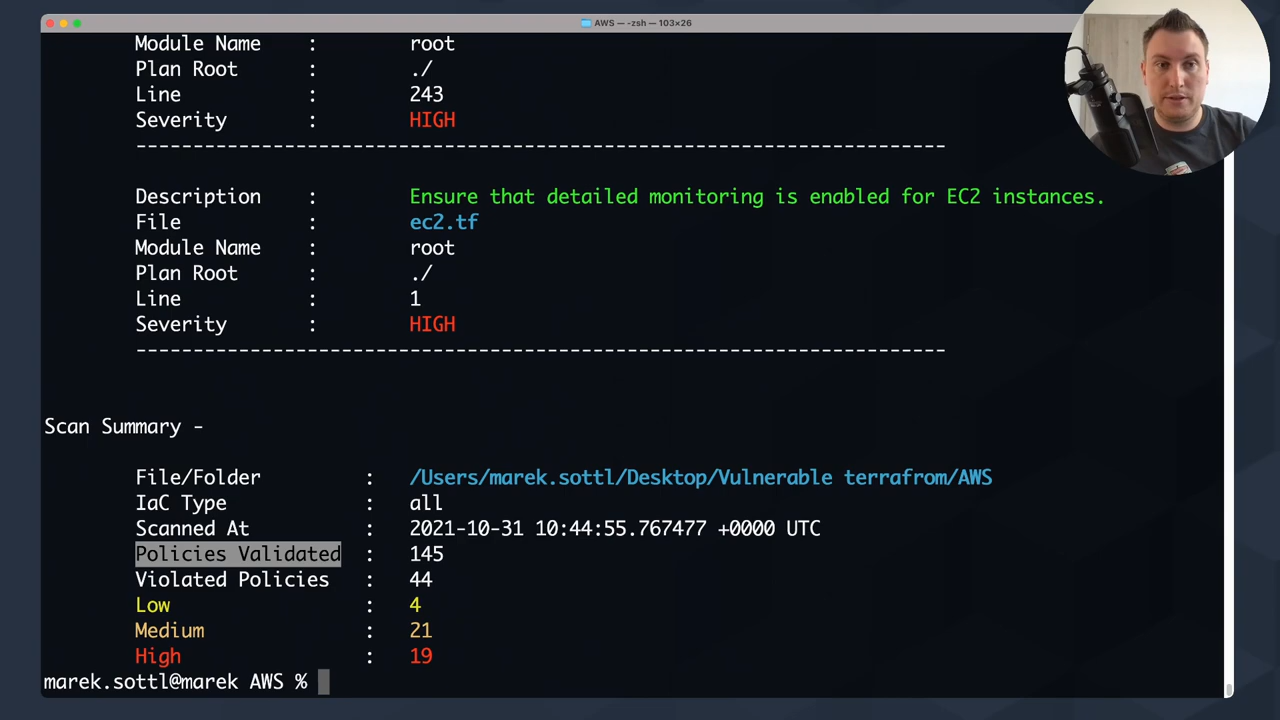 AWS — -zsh — 103×26
Module Name : root
Plan Root : ./
Line : 243
Severity : HIGH
-----------------------------------------------------------------------
Description : Ensure that detailed monitoring is enabled for EC2 instances.
File : ec2.tf
Module Name : root
Plan Root : ./
Line : 1
Severity : HIGH
-----------------------------------------------------------------------
Scan Summary -
File/Folder : /Users/marek.sottl/Desktop/Vulnerable terrafrom/AWS
IaC Type : all
Scanned At : 2021-10-31 10:44:55.767477 +0000 UTC
Policies Validated : 145
Violated Policies : 44
Low : 4
Medium : 21
High : 19
marek.sottl@marek AWS %